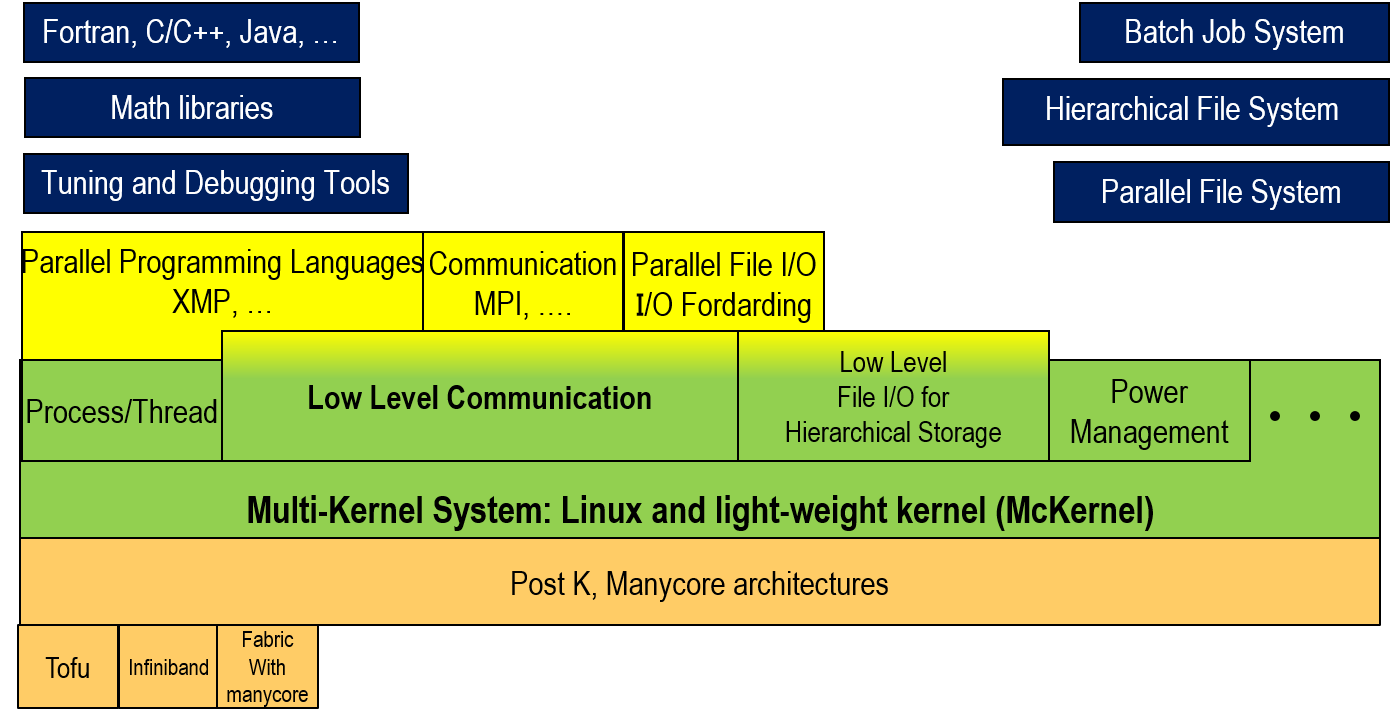 Fortran, C/C++, Java, …
Batch Job System
Math libraries
Hierarchical File System
Tuning and Debugging Tools
Parallel File System
Parallel Programming Languages
XMP, …
Communication
MPI, ….
Parallel File I/O
I/O Fordarding
Process/Thread
Low Level Communication
Low Level
File I/O for
Hierarchical Storage
Power
Management
• • •
Multi-Kernel System: Linux and light-weight kernel (McKernel)
Post K, Manycore architectures
Tofu
Infiniband
Fabric
With
manycore